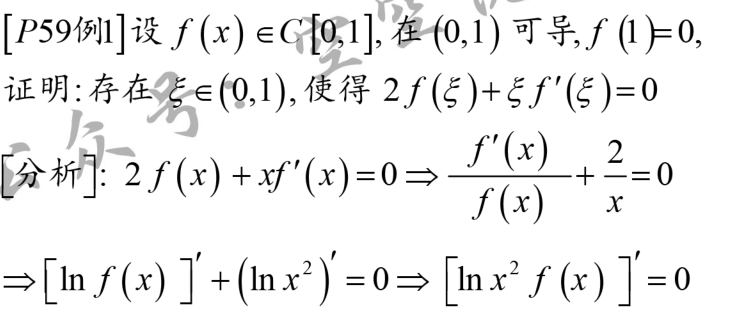 [P59例1]设 f(x)∈C[0,1], 在 (0,1) 可导, f(1)=0,
证明:存在 ξ∈(0,1), 使得 2f(ξ)+ξf′(ξ)=0
[分析]: 2f(x)+xf′(x)=0⇒f′(x)/f(x)+2/x=0
⇒[ln f(x)]′+(ln x²)′=0⇒[ln x² f(x)]′=0